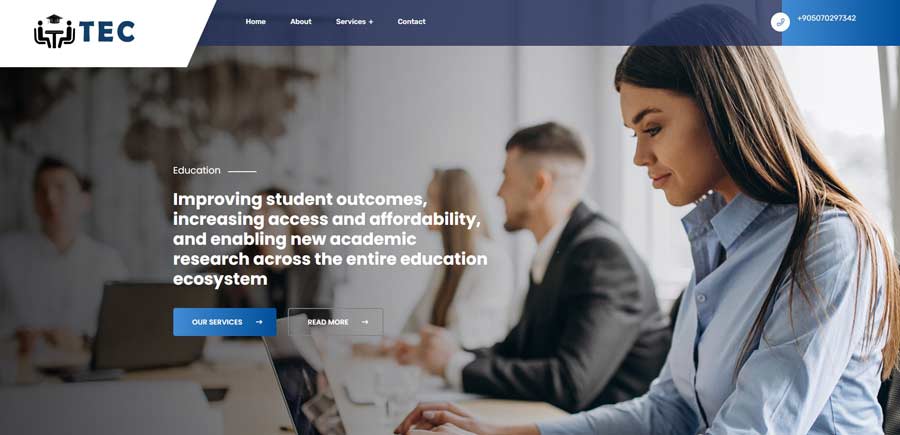 TEC
Home
About
Services +
Contact
+905070297342
Education
Improving student outcomes,
increasing access and affordability,
and enabling new academic
research across the entire education
ecosystem
OUR SERVICES
READ MORE